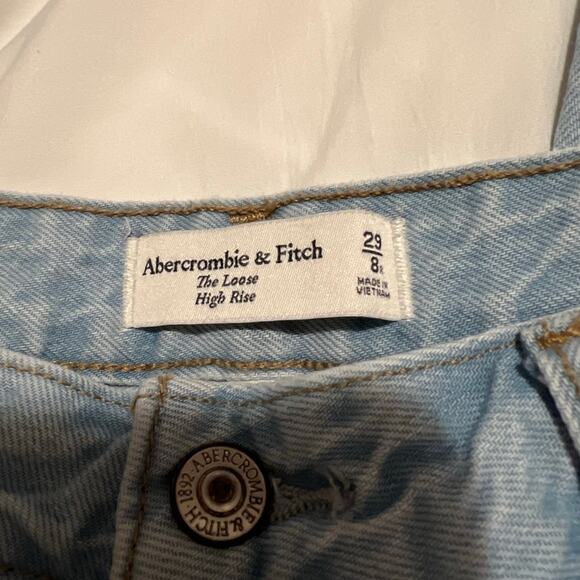 Abercrombie & Fitch
The Loose
High Rise
29
8R
MADE IN
VIETNAM
1892·ABERCROMBIE & FITCH·